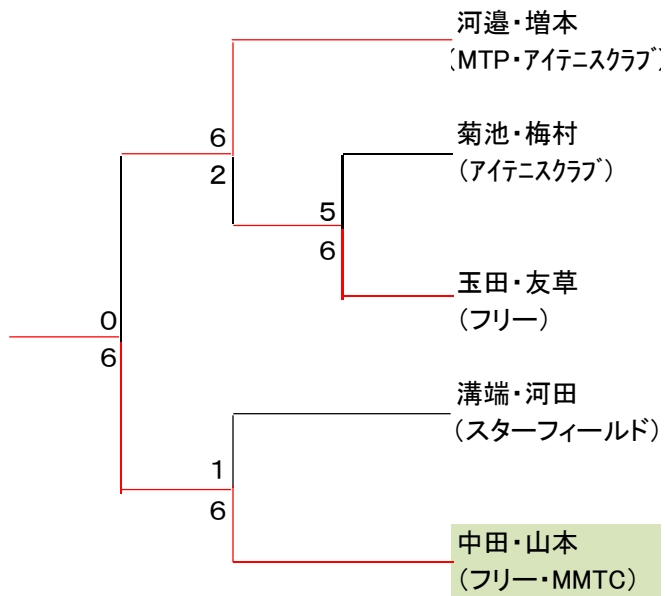 河邉・増本
(MTP・アイテニスクラブ)
6
菊池・梅村
2
(アイテニスクラブ)
5
6
玉田・友草
(フリー)
0
6
溝端・河田
(スターフィールド)
1
6
中田・山本
(フリー・MMTC)